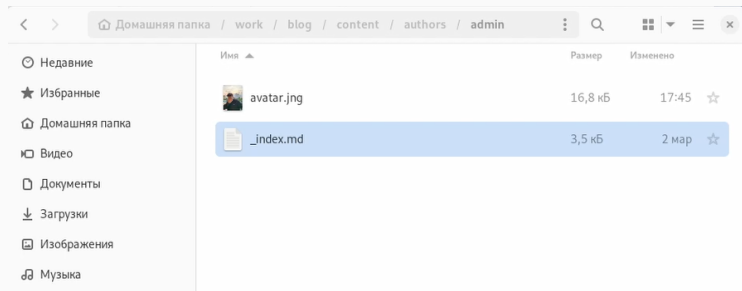 Домашняя папка / work / blog / content / authors / admin
Имя Размер Изменено
Недавние
Избранные
Домашняя папка
Видео
Документы
Загрузки
Изображения
Музыка
avatar.jng 16,8 кБ 17:45
_index.md 3,5 кБ 2 мар